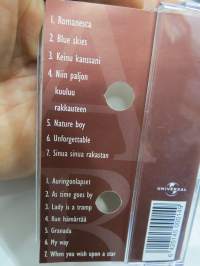 1. Romanesca
2. Blue skies
3. Keinu kanssani
4. Niin paljon
kuuluu
rakkauteen
5. Nature boy
6. Unforgettable
7. Sinua sinua rakastan
1. Auringonlapset
2. As time goes by
3. Lady is a tramp
4. Kun hämärtää
5. Granada
6. My way
7. When you wish upon a star
UNIVERSAL